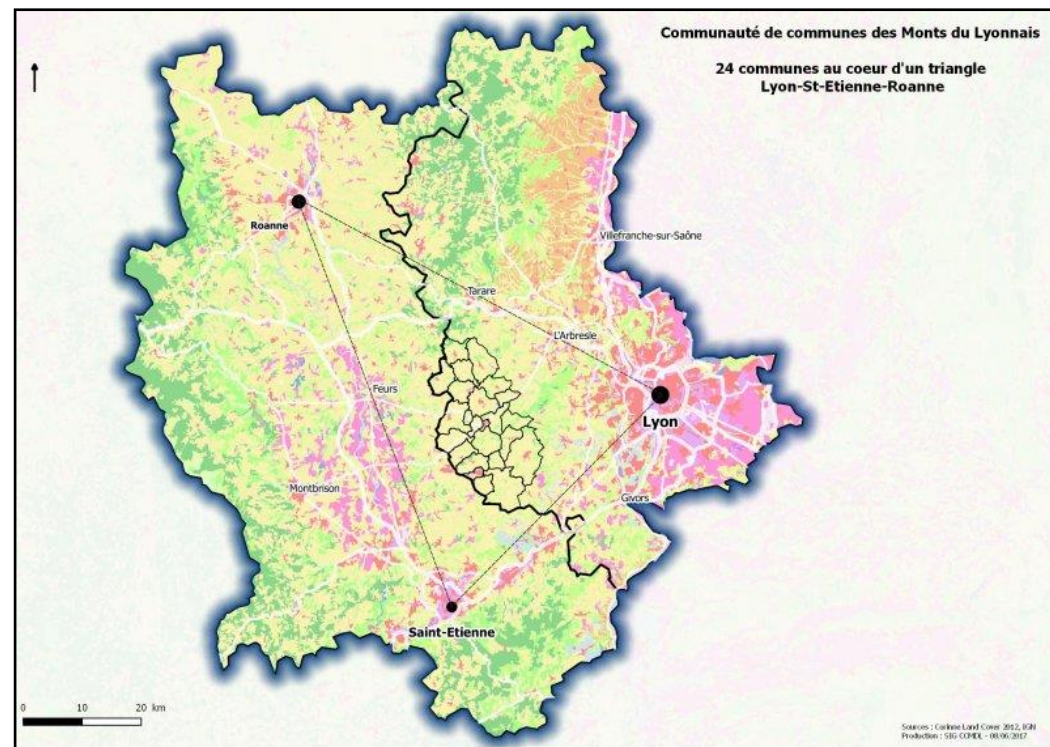 Communauté de communes des Monts du Lyonnais
24 communes au coeur d'un triangle
Lyon-St-Etienne-Roanne
Roanne
Villefranche-sur-Saône
Tarare
L'Arbresle
Feurs
Lyon
Montbrison
Givors
Saint-Etienne
0 10 20 km
Sources : Corinne Land Cover 2012, IGN
Production : SIG CCMDL - 08/06/2017